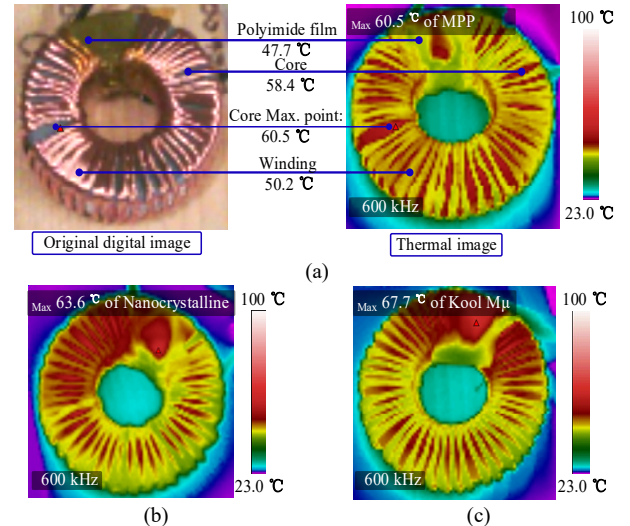 Polyimide film
47.7 ℃
Core
58.4 ℃
Core Max. point:
60.5 ℃
Winding
50.2 ℃
Original digital image
Max 60.5 ℃ of MPP
600 kHz
Thermal image
100 ℃
23.0 ℃
(a)
Max 63.6 ℃ of Nanocrystalline
600 kHz
100 ℃
23.0 ℃
(b)
Max 67.7 ℃ of Kool Mμ
600 kHz
100 ℃
23.0 ℃
(c)